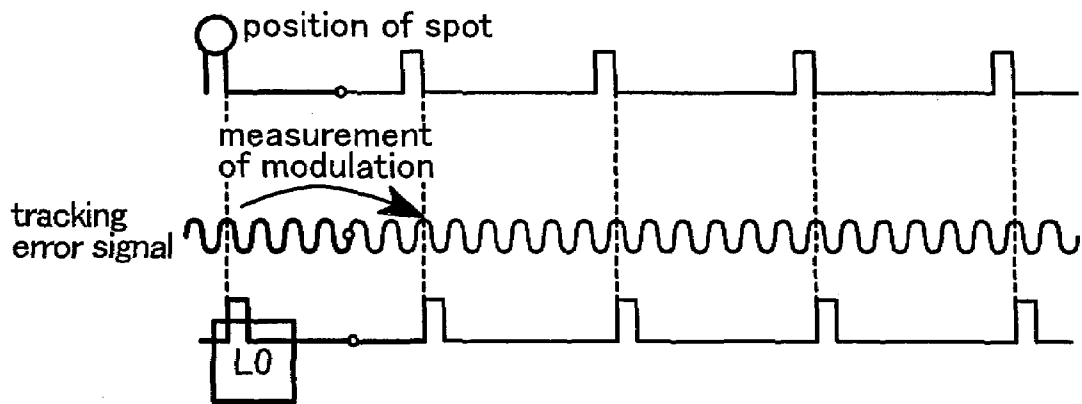 position of spot
measurement
of modulation
tracking
error signal
L0